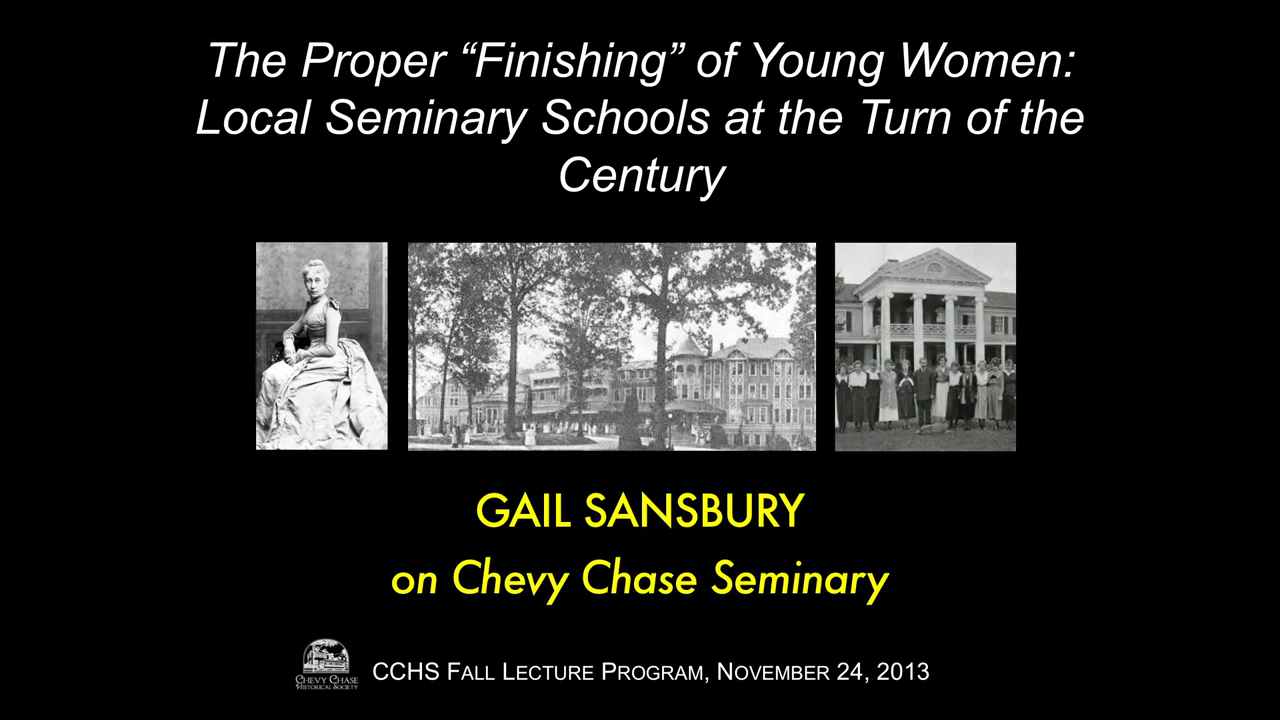 The Proper “Finishing” of Young Women:
Local Seminary Schools at the Turn of the
Century
GAIL SANSBURY
on Chevy Chase Seminary
CHEVY CHASE
HISTORICAL SOCIETY
CCHS FALL LECTURE PROGRAM, NOVEMBER 24, 2013